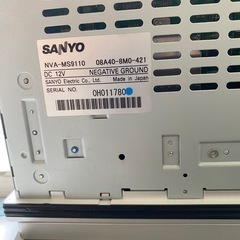 SANYO
NVA-MS9110 08A40-8M0-421
DC 12V NEGATIVE GROUND
SANYO Electric Co., Ltd. Made in Japan
SERIAL NO. 0H011780